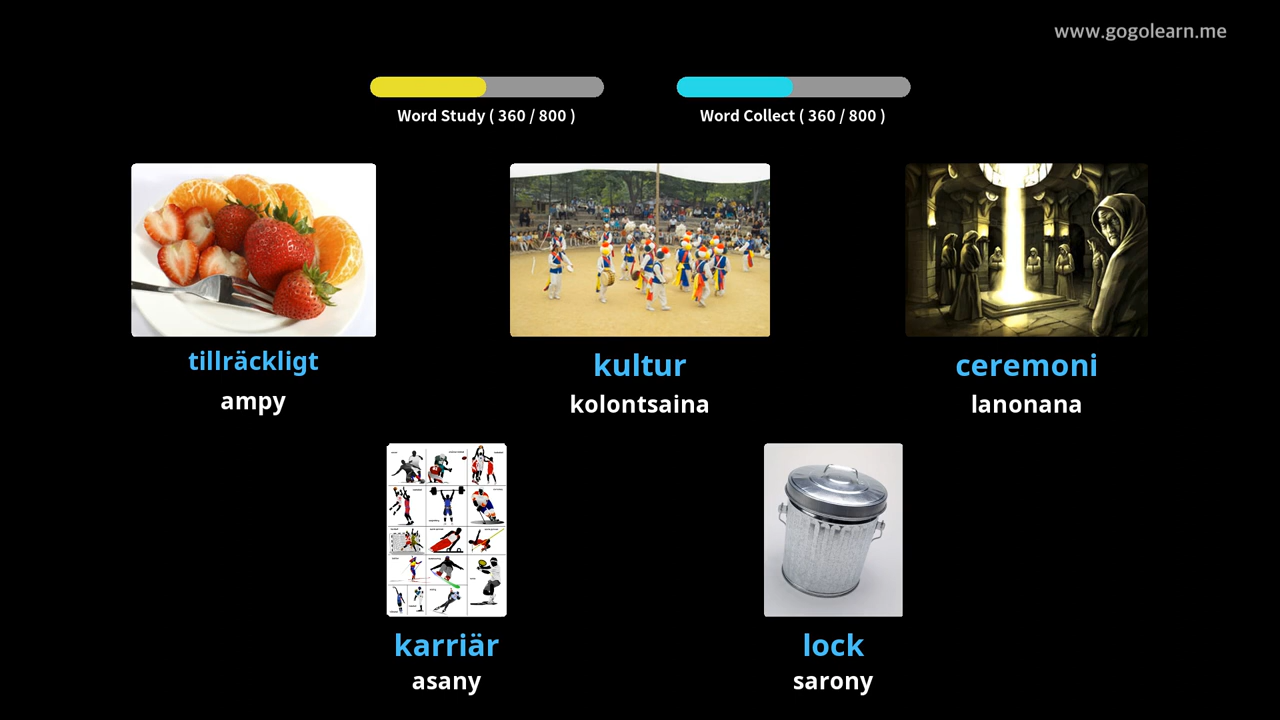 www.gogolearn.me
Word Study ( 360 / 800 )
Word Collect ( 360 / 800 )
tillräckligt
ampy
kultur
kolontsaina
ceremoni
lanonana
karriär
asany
lock
sarony